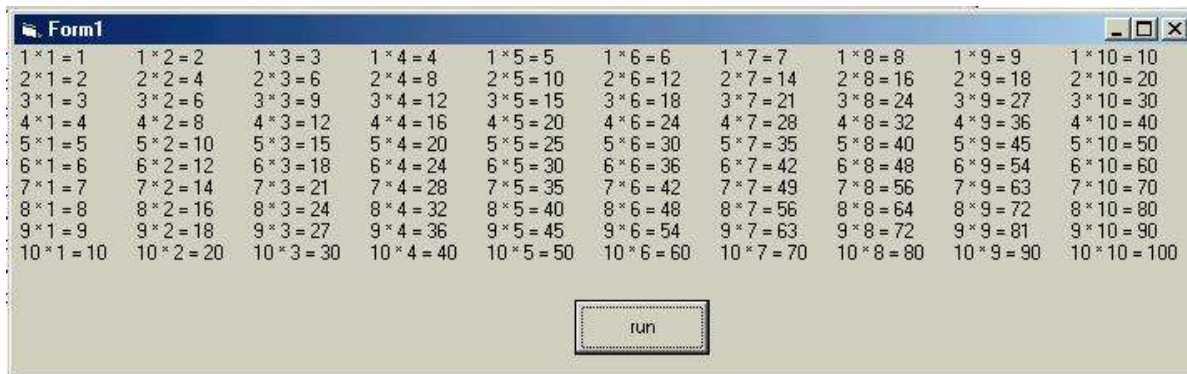 Form1
1 * 1 = 1 1 * 2 = 2 1 * 3 = 3 1 * 4 = 4 1 * 5 = 5 1 * 6 = 6 1 * 7 = 7 1 * 8 = 8 1 * 9 = 9 1 * 10 = 10
2 * 1 = 2 2 * 2 = 4 2 * 3 = 6 2 * 4 = 8 2 * 5 = 10 2 * 6 = 12 2 * 7 = 14 2 * 8 = 16 2 * 9 = 18 2 * 10 = 20
3 * 1 = 3 3 * 2 = 6 3 * 3 = 9 3 * 4 = 12 3 * 5 = 15 3 * 6 = 18 3 * 7 = 21 3 * 8 = 24 3 * 9 = 27 3 * 10 = 30
4 * 1 = 4 4 * 2 = 8 4 * 3 = 12 4 * 4 = 16 4 * 5 = 20 4 * 6 = 24 4 * 7 = 28 4 * 8 = 32 4 * 9 = 36 4 * 10 = 40
5 * 1 = 5 5 * 2 = 10 5 * 3 = 15 5 * 4 = 20 5 * 5 = 25 5 * 6 = 30 5 * 7 = 35 5 * 8 = 40 5 * 9 = 45 5 * 10 = 50
6 * 1 = 6 6 * 2 = 12 6 * 3 = 18 6 * 4 = 24 6 * 5 = 30 6 * 6 = 36 6 * 7 = 42 6 * 8 = 48 6 * 9 = 54 6 * 10 = 60
7 * 1 = 7 7 * 2 = 14 7 * 3 = 21 7 * 4 = 28 7 * 5 = 35 7 * 6 = 42 7 * 7 = 49 7 * 8 = 56 7 * 9 = 63 7 * 10 = 70
8 * 1 = 8 8 * 2 = 16 8 * 3 = 24 8 * 4 = 32 8 * 5 = 40 8 * 6 = 48 8 * 7 = 56 8 * 8 = 64 8 * 9 = 72 8 * 10 = 80
9 * 1 = 9 9 * 2 = 18 9 * 3 = 27 9 * 4 = 36 9 * 5 = 45 9 * 6 = 54 9 * 7 = 63 9 * 8 = 72 9 * 9 = 81 9 * 10 = 90
10 * 1 = 10 10 * 2 = 20 10 * 3 = 30 10 * 4 = 40 10 * 5 = 50 10 * 6 = 60 10 * 7 = 70 10 * 8 = 80 10 * 9 = 90 10 * 10 = 100
run